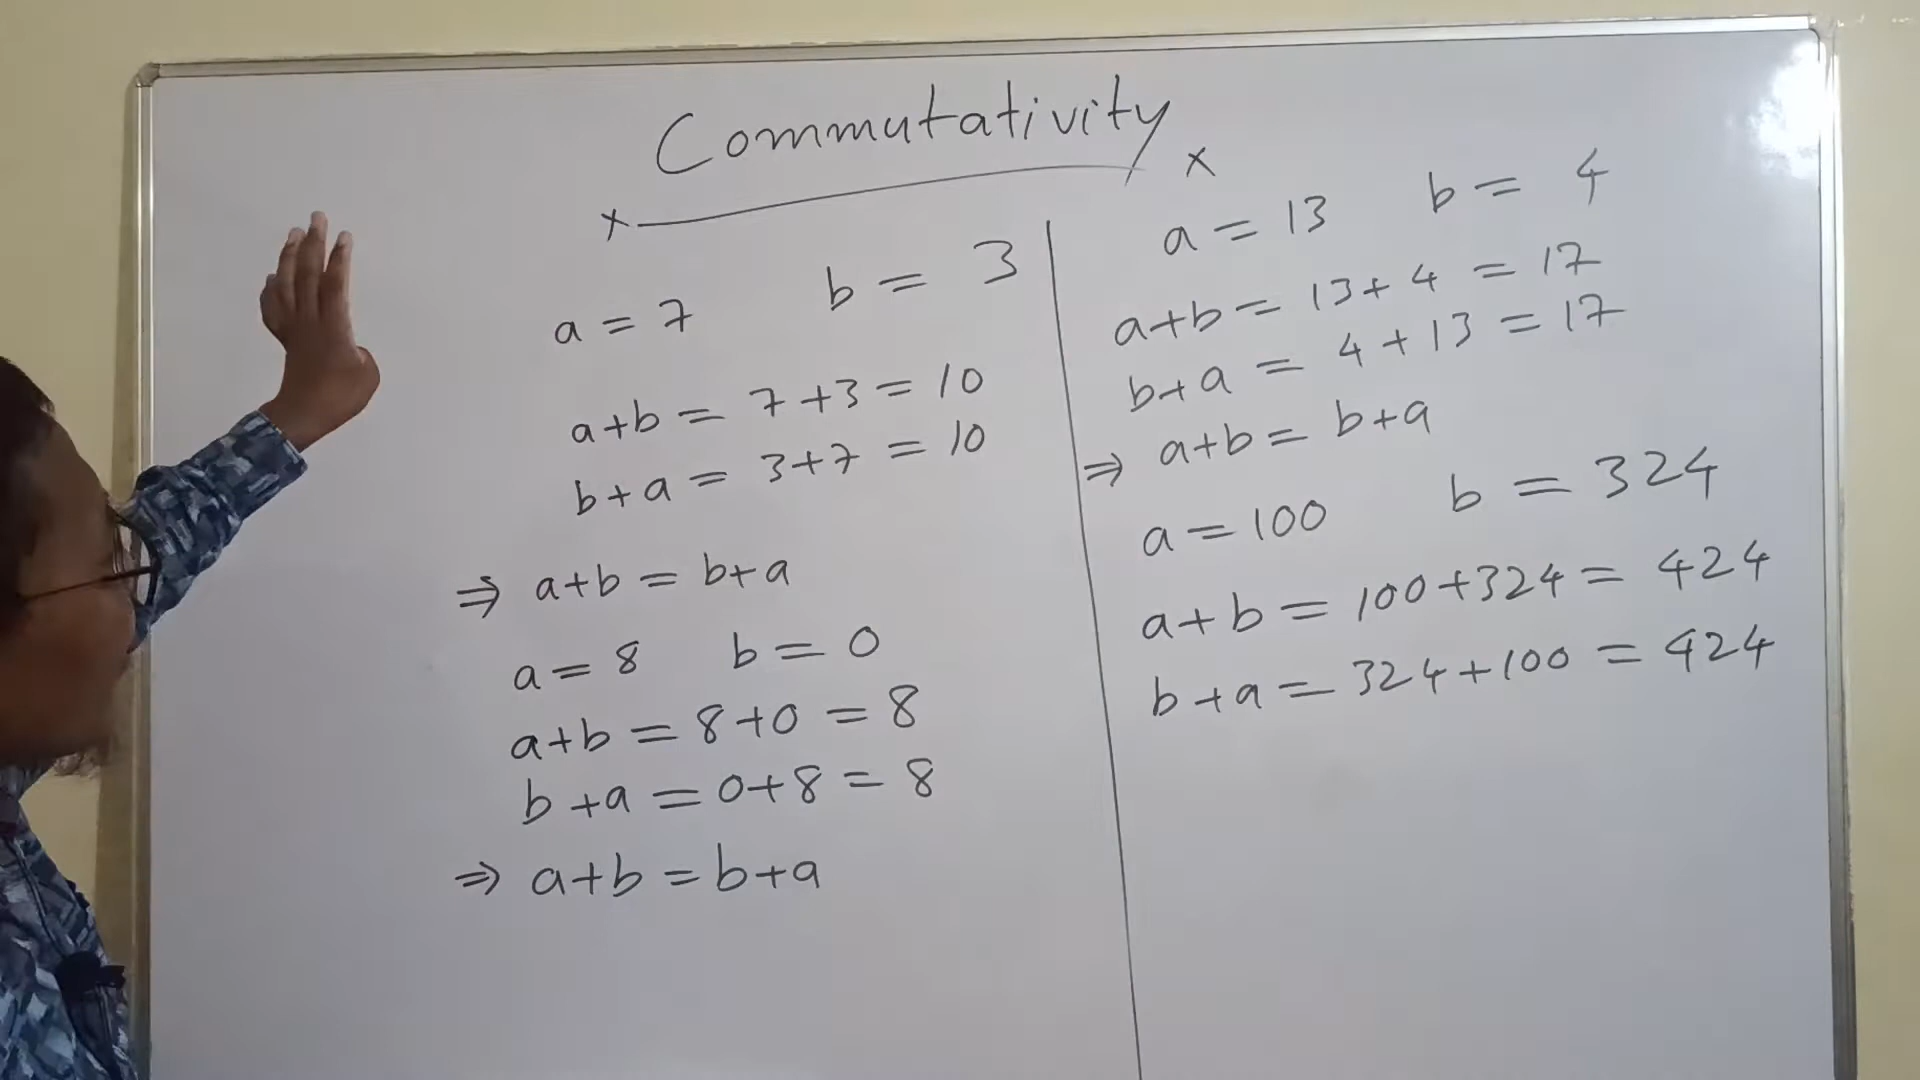 Commutativity
a = 7 b = 3
a+b = 7+3 = 10
b+a = 3+7 = 10
⇒ a+b = b+a
a = 8 b = 0
a+b = 8+0 = 8
b+a = 0+8 = 8
⇒ a+b = b+a
a = 13 b = 4
a+b = 13+4 = 17
b+a = 4+13 = 17
⇒ a+b = b+a
a = 100 b = 324
a+b = 100+324 = 424
b+a = 324+100 = 424